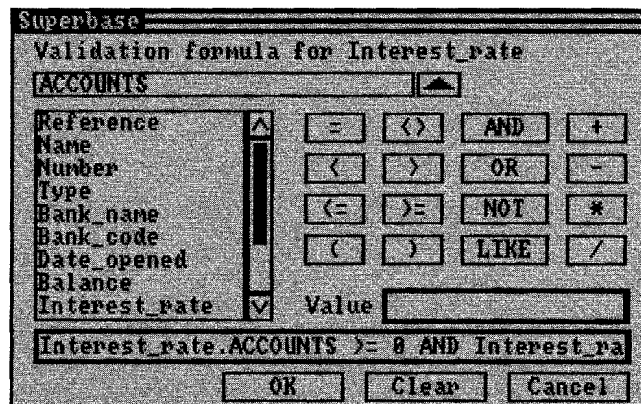 Superbase
Validation formula for Interest_rate
ACCOUNTS
Reference
Name
Number
Type
Bank_name
Bank_code
Date_opened
Balance
Interest_rate
= <> AND +
< > OR -
<= >= NOT *
( ) LIKE /
Value
Interest_rate.ACCOUNTS >= 0 AND Interest_ra
OK Clear Cancel